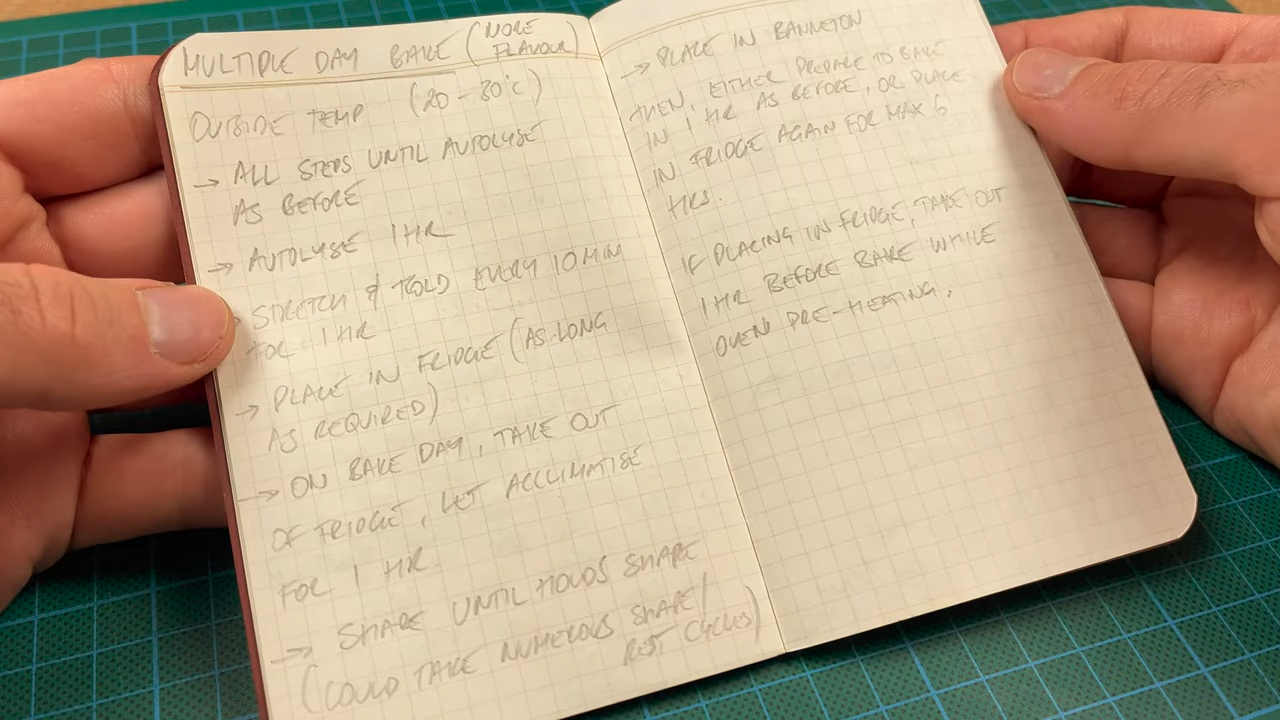 MULTIPLE DAY BAKE (MORE
FLAVOUR)
OUTSIDE TEMP (20-30°C)
→ ALL STEPS UNTIL AUTOLYSE
AS BEFORE
→ AUTOLYSE 1HR
→ STRETCH & FOLD EVERY 10 MIN
FOR 1HR
→ PLACE IN FRIDGE (AS LONG
AS REQUIRED)
→ ON BAKE DAY, TAKE OUT
OF FRIDGE, LET ACCLIMATISE
FOR 1 HR.
→ SHAPE UNTIL HOLDS SHAPE
(COULD TAKE NUMEROUS SHAPE/
REST CYCLES)
→ PLACE IN BANNETON
THEN, EITHER PREPARE TO BAKE
IN 1 HR AS BEFORE, OR PLACE
IN FRIDGE AGAIN FOR MAX 6
HRS.
IF PLACING IN FRIDGE, TAKE OUT
1HR BEFORE BAKE WHILE
OVEN PRE-HEATING.